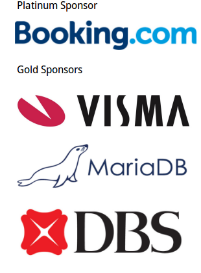 Platinum Sponsor
Booking.com
Gold Sponsors
VISMA
MariaDB
DBS